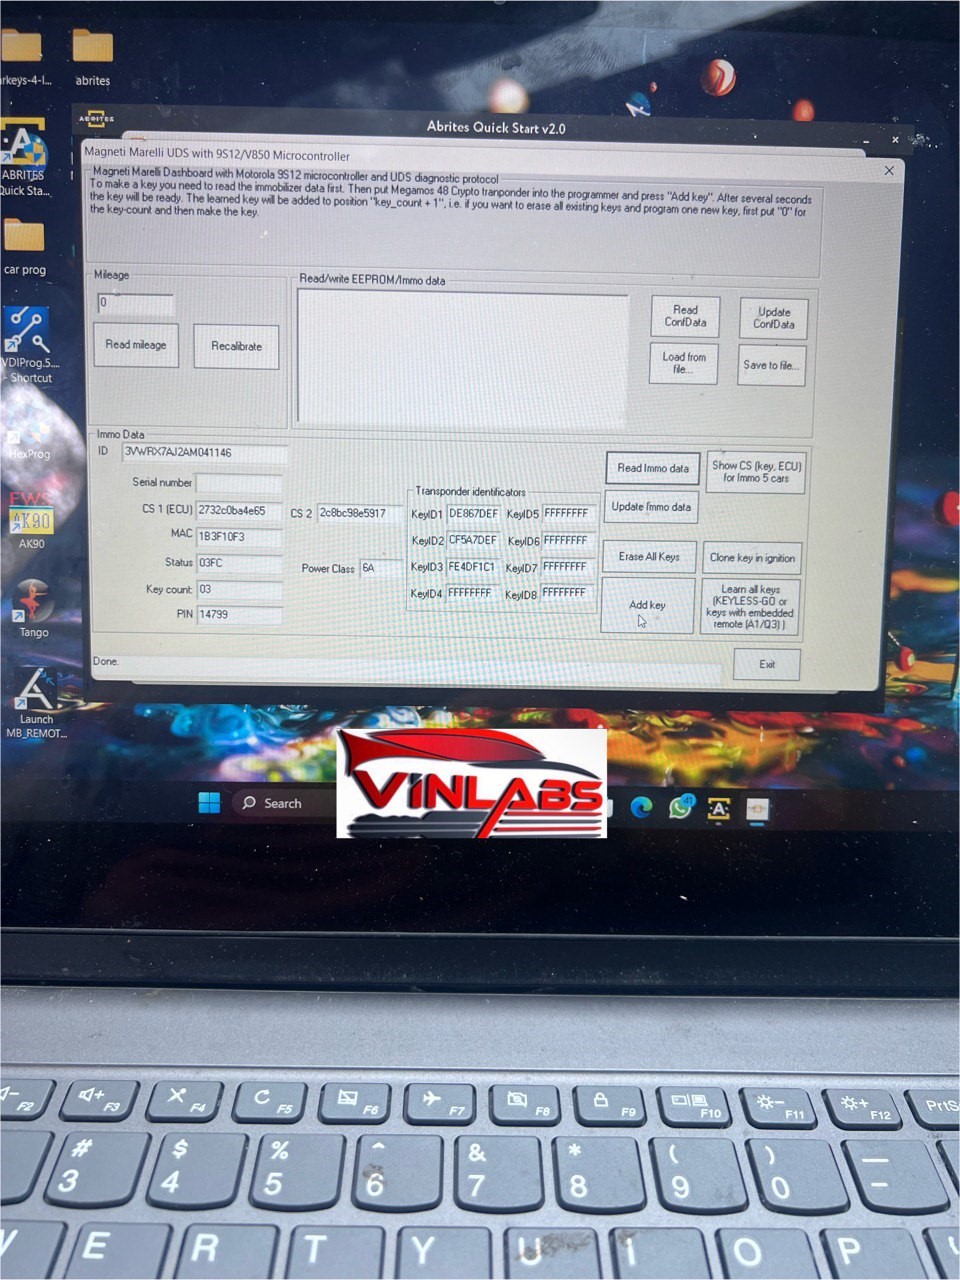 rkeys-4-I...
abrites
ABRITES
Quick Sta...
car prog
VDIProg.5....
- Shortcut
HexProg
EWS
AK90
AK90
Tango
Launch
MB_REMOT...
ABRITES
Abrites Quick Start v2.0
Magneti Marelli UDS with 9S12/V850 Microcontroller
Magneti Marelli Dashboard with Motorola 9S12 microcontroller and UDS diagnostic protocol
To make a key you need to read the immobilizer data first. Then put Megamos 48 Crypto tranponder into the programmer and press "Add key". After several seconds
the key will be ready. The learned key will be added to position "key_count + 1", i.e. if you want to erase all existing keys and program one new key, first put "0" for
the key-count and then make the key.
Mileage
0
Read mileage
Recalibrate
Read/write EEPROM/Immo data
Read
ConfData
Update
ConfData
Load from
file...
Save to file...
Immo Data
ID 3VWRX7AJ2AM041146
Serial number
CS 1 (ECU) 2732c0ba4e65 CS 2 2c8bc98e5917
MAC 1B3F10F3
Status 03FC
Power Class 6A
Key count: 03
PIN 14799
Transponder identificators
KeyID1 DE867DEF KeyID5 FFFFFFFF
KeyID2 CF5A7DEF KeyID6 FFFFFFFF
KeyID3 FE4DF1C1 KeyID7 FFFFFFFF
KeyID4 FFFFFFFF KeyID8 FFFFFFFF
Read Immo data
Show CS (key, ECU)
for Immo 5 cars
Update Immo data
Erase All Keys
Clone key in ignition
Add key
Learn all keys
(KEYLESS-GO or
keys with embedded
remote (A1/Q3) )
Done.
Exit
VINLABS
Search
41
F2 F3 F4 F5 F6 F7 F8 F9 F10 F11 F12 PrtS
# $ % ^ & * ( )
3 4 5 6 7 8 9 0
E R T Y U I O P